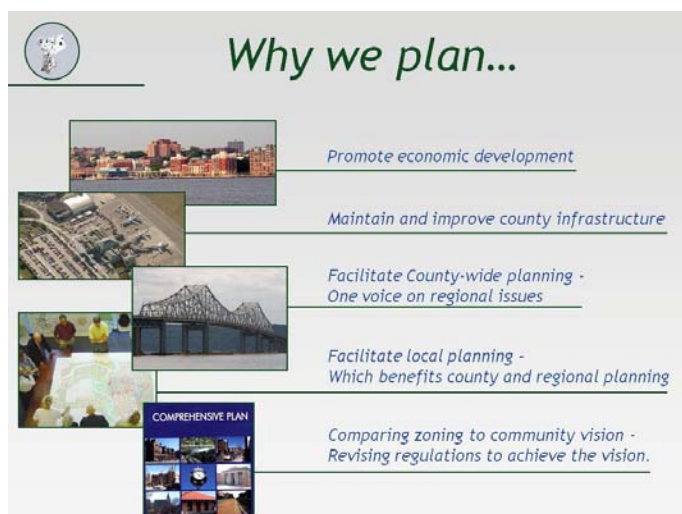 Why we plan...
Promote economic development
Maintain and improve county infrastructure
Facilitate County-wide planning -
One voice on regional issues
Facilitate local planning -
Which benefits county and regional planning
COMPREHENSIVE PLAN
Comparing zoning to community vision -
Revising regulations to achieve the vision.